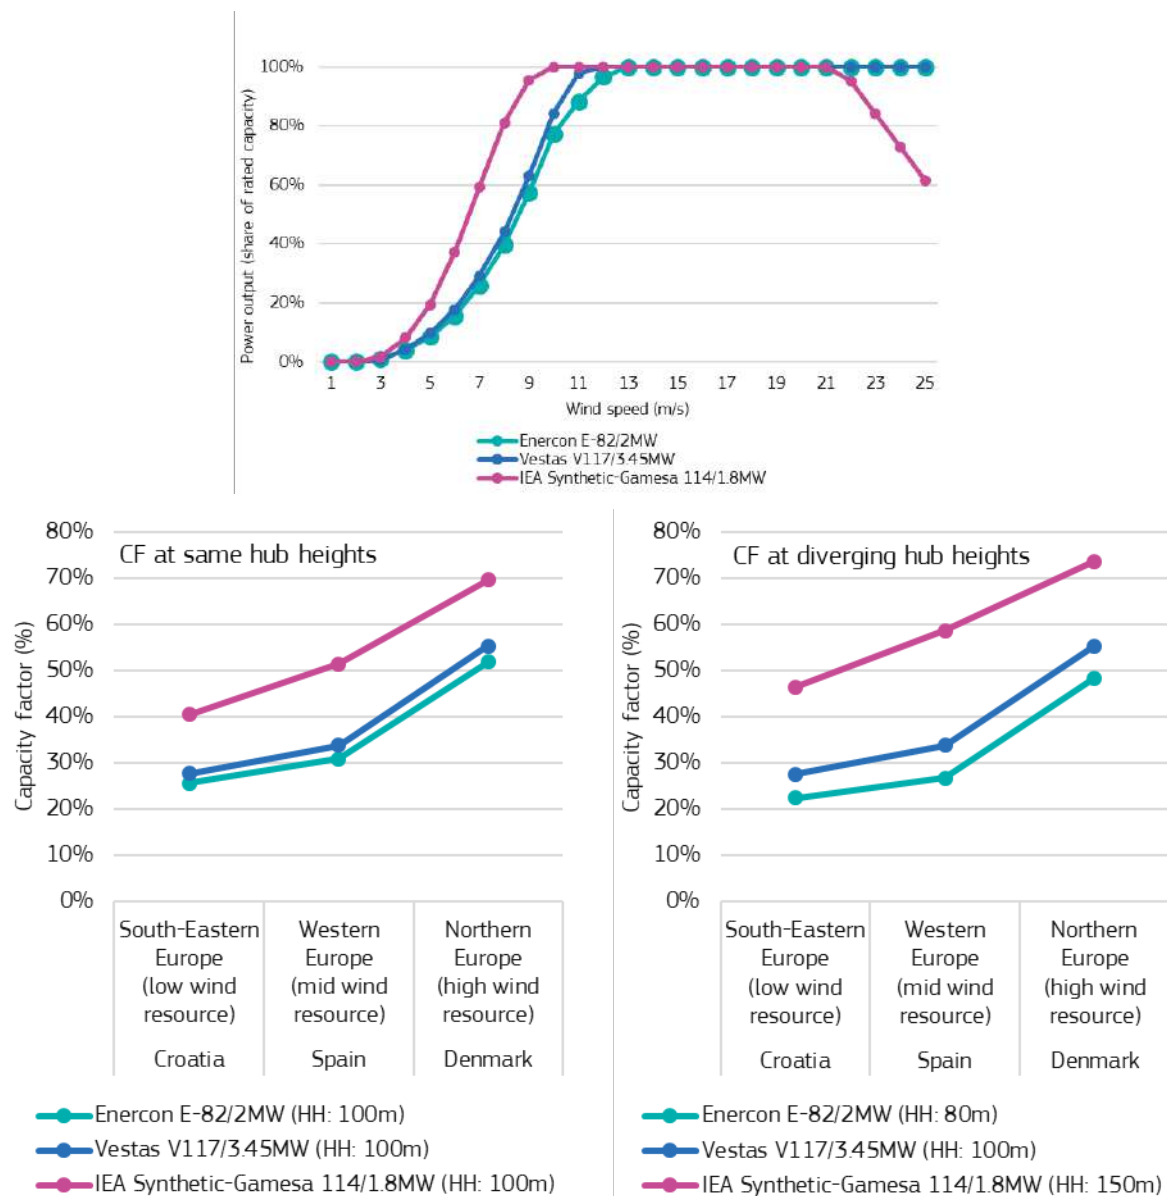 100%
80%
60%
40%
20%
0%
Power output (share of rated capacity)
1 3 5 7 9 11 13 15 17 19 21 23 25
Wind speed (m/s)
Enercon E-82/2MW
Vestas V117/3.45MW
IEA Synthetic-Gamesa 114/1.8MW
CF at same hub heights
80%
70%
60%
50%
40%
30%
20%
10%
0%
Capacity factor (%)
South-Eastern
Europe
(low wind
resource)
Croatia
Western
Europe
(mid wind
resource)
Spain
Northern
Europe
(high wind
resource)
Denmark
Enercon E-82/2MW (HH: 100m)
Vestas V117/3.45MW (HH: 100m)
IEA Synthetic-Gamesa 114/1.8MW (HH: 100m)
CF at diverging hub heights
80%
70%
60%
50%
40%
30%
20%
10%
0%
Capacity factor (%)
South-Eastern
Europe
(low wind
resource)
Croatia
Western
Europe
(mid wind
resource)
Spain
Northern
Europe
(high wind
resource)
Denmark
Enercon E-82/2MW (HH: 80m)
Vestas V117/3.45MW (HH: 100m)
IEA Synthetic-Gamesa 114/1.8MW (HH: 150m)